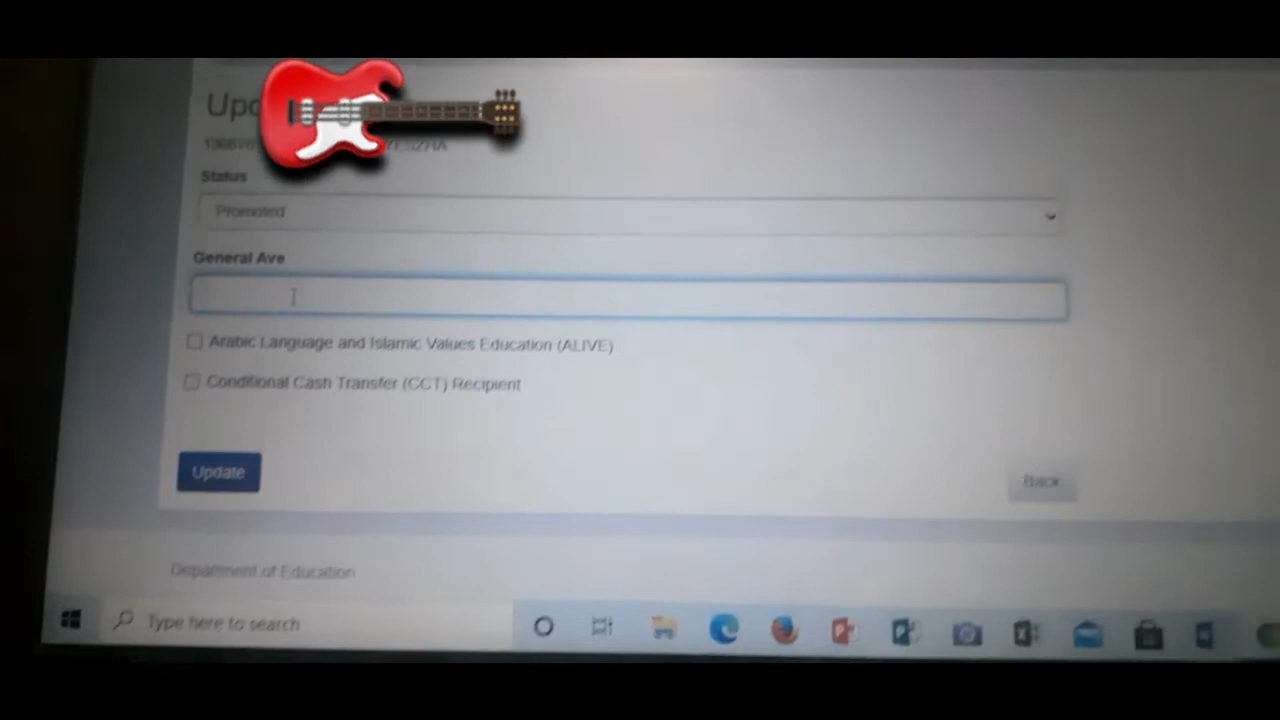 Status
Promoted
General Ave
Arabic Language and Islamic Values Education (ALIVE)
Conditional Cash Transfer (CCT) Recipient
Update
Back
Department of Education
Type here to search